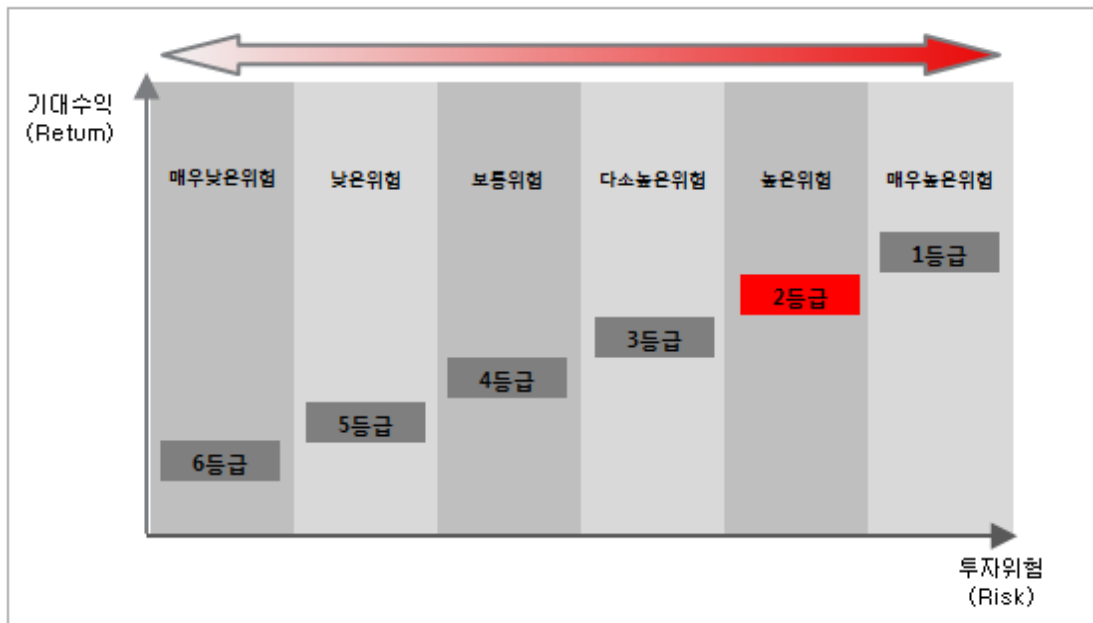 기대수익
(Retum)
매우낮은위험
낮은위험
보통위험
다소높은위험
높은위험
매우높은위험
1등급
2등급
3등급
4등급
5등급
6등급
투자위험
(Risk)